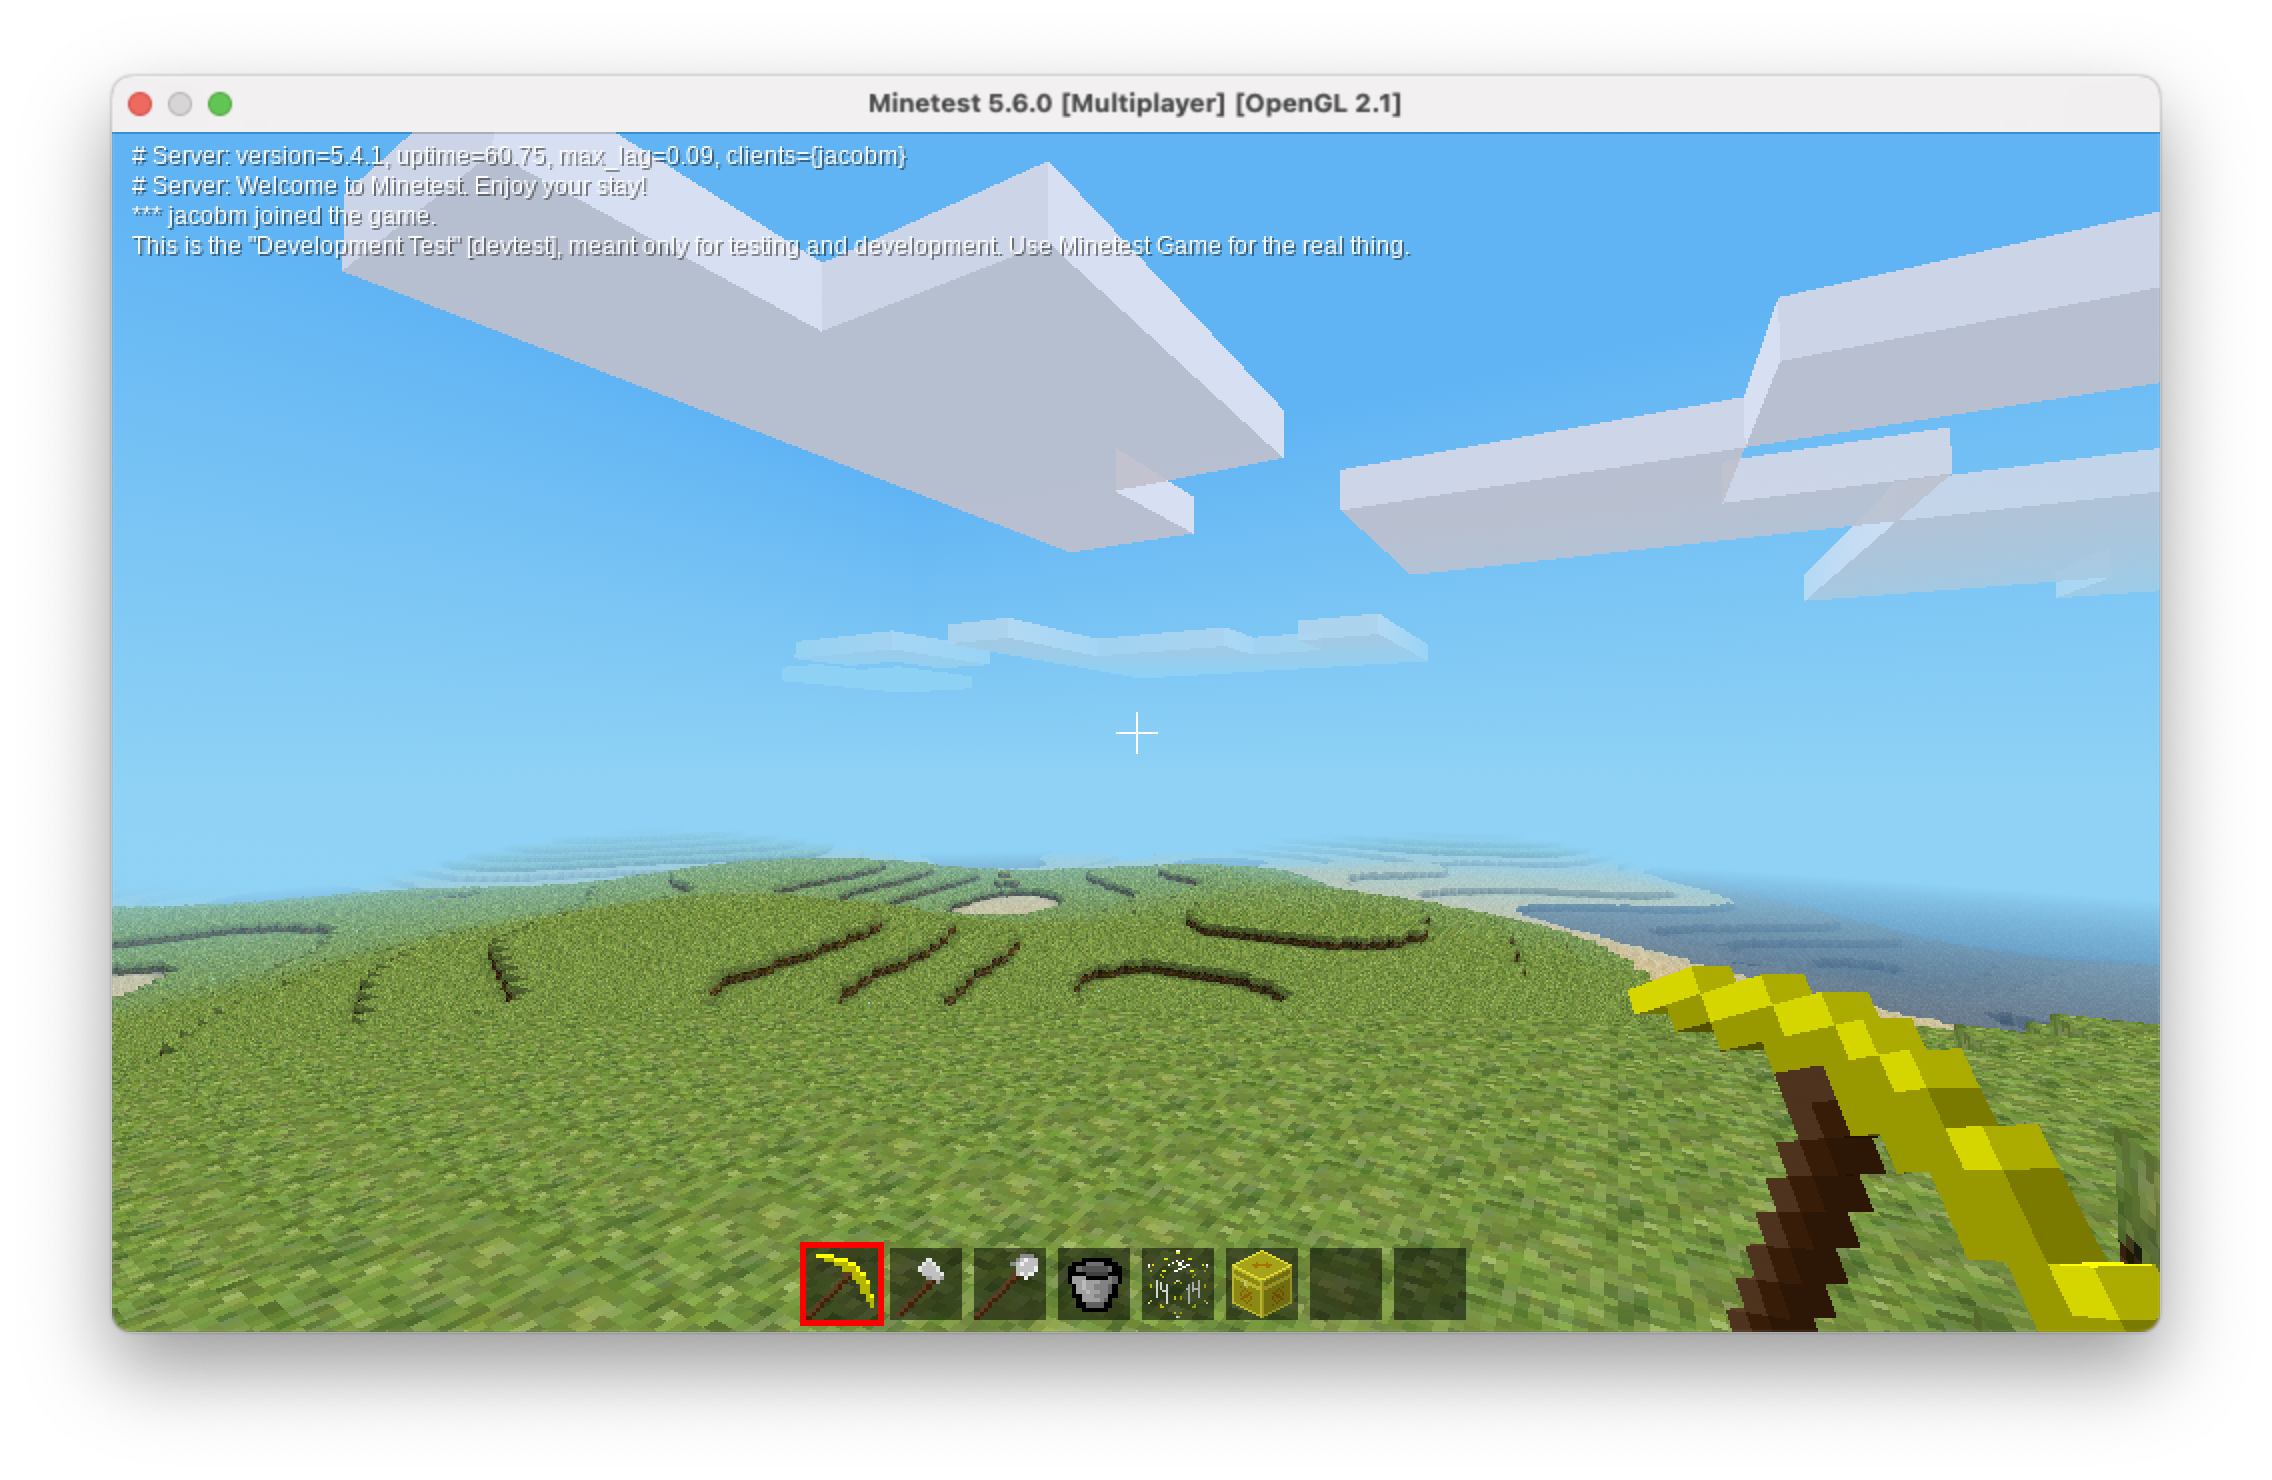 Minetest 5.6.0 [Multiplayer] [OpenGL 2.1]
# Server: version=5.4.1, uptime=60.75, max_lag=0.09, clients={jacobm}
# Server: Welcome to Minetest. Enjoy your stay!
*** jacobm joined the game.
This is the "Development Test" [devtest], meant only for testing and development. Use Minetest Game for the real thing.
14 14